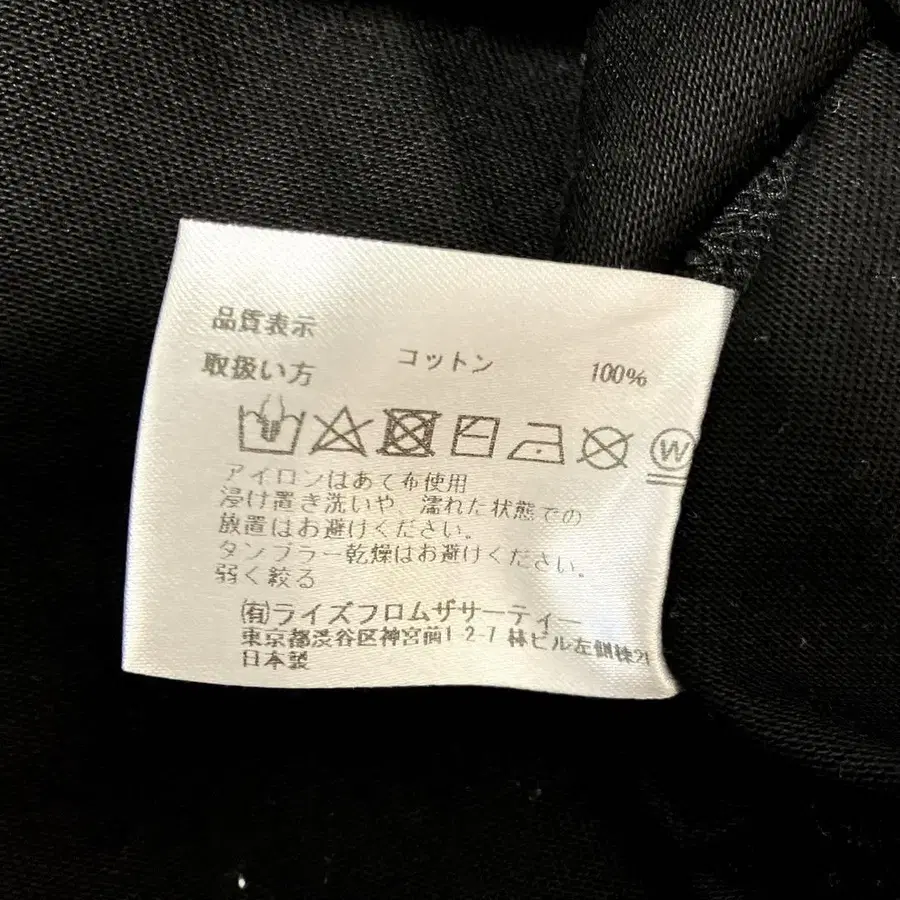 品質表示
コットン 100%
取扱い方
W
アイロンはあて布使用
浸け置き洗いや、濡れた状態での
放置はお避けください。
タンブラー乾燥はお避けください。
弱く絞る
(有)ライズフロムザサーティー
東京都渋谷区神宮前1-2-7 林ビル左側棟2F
日本製